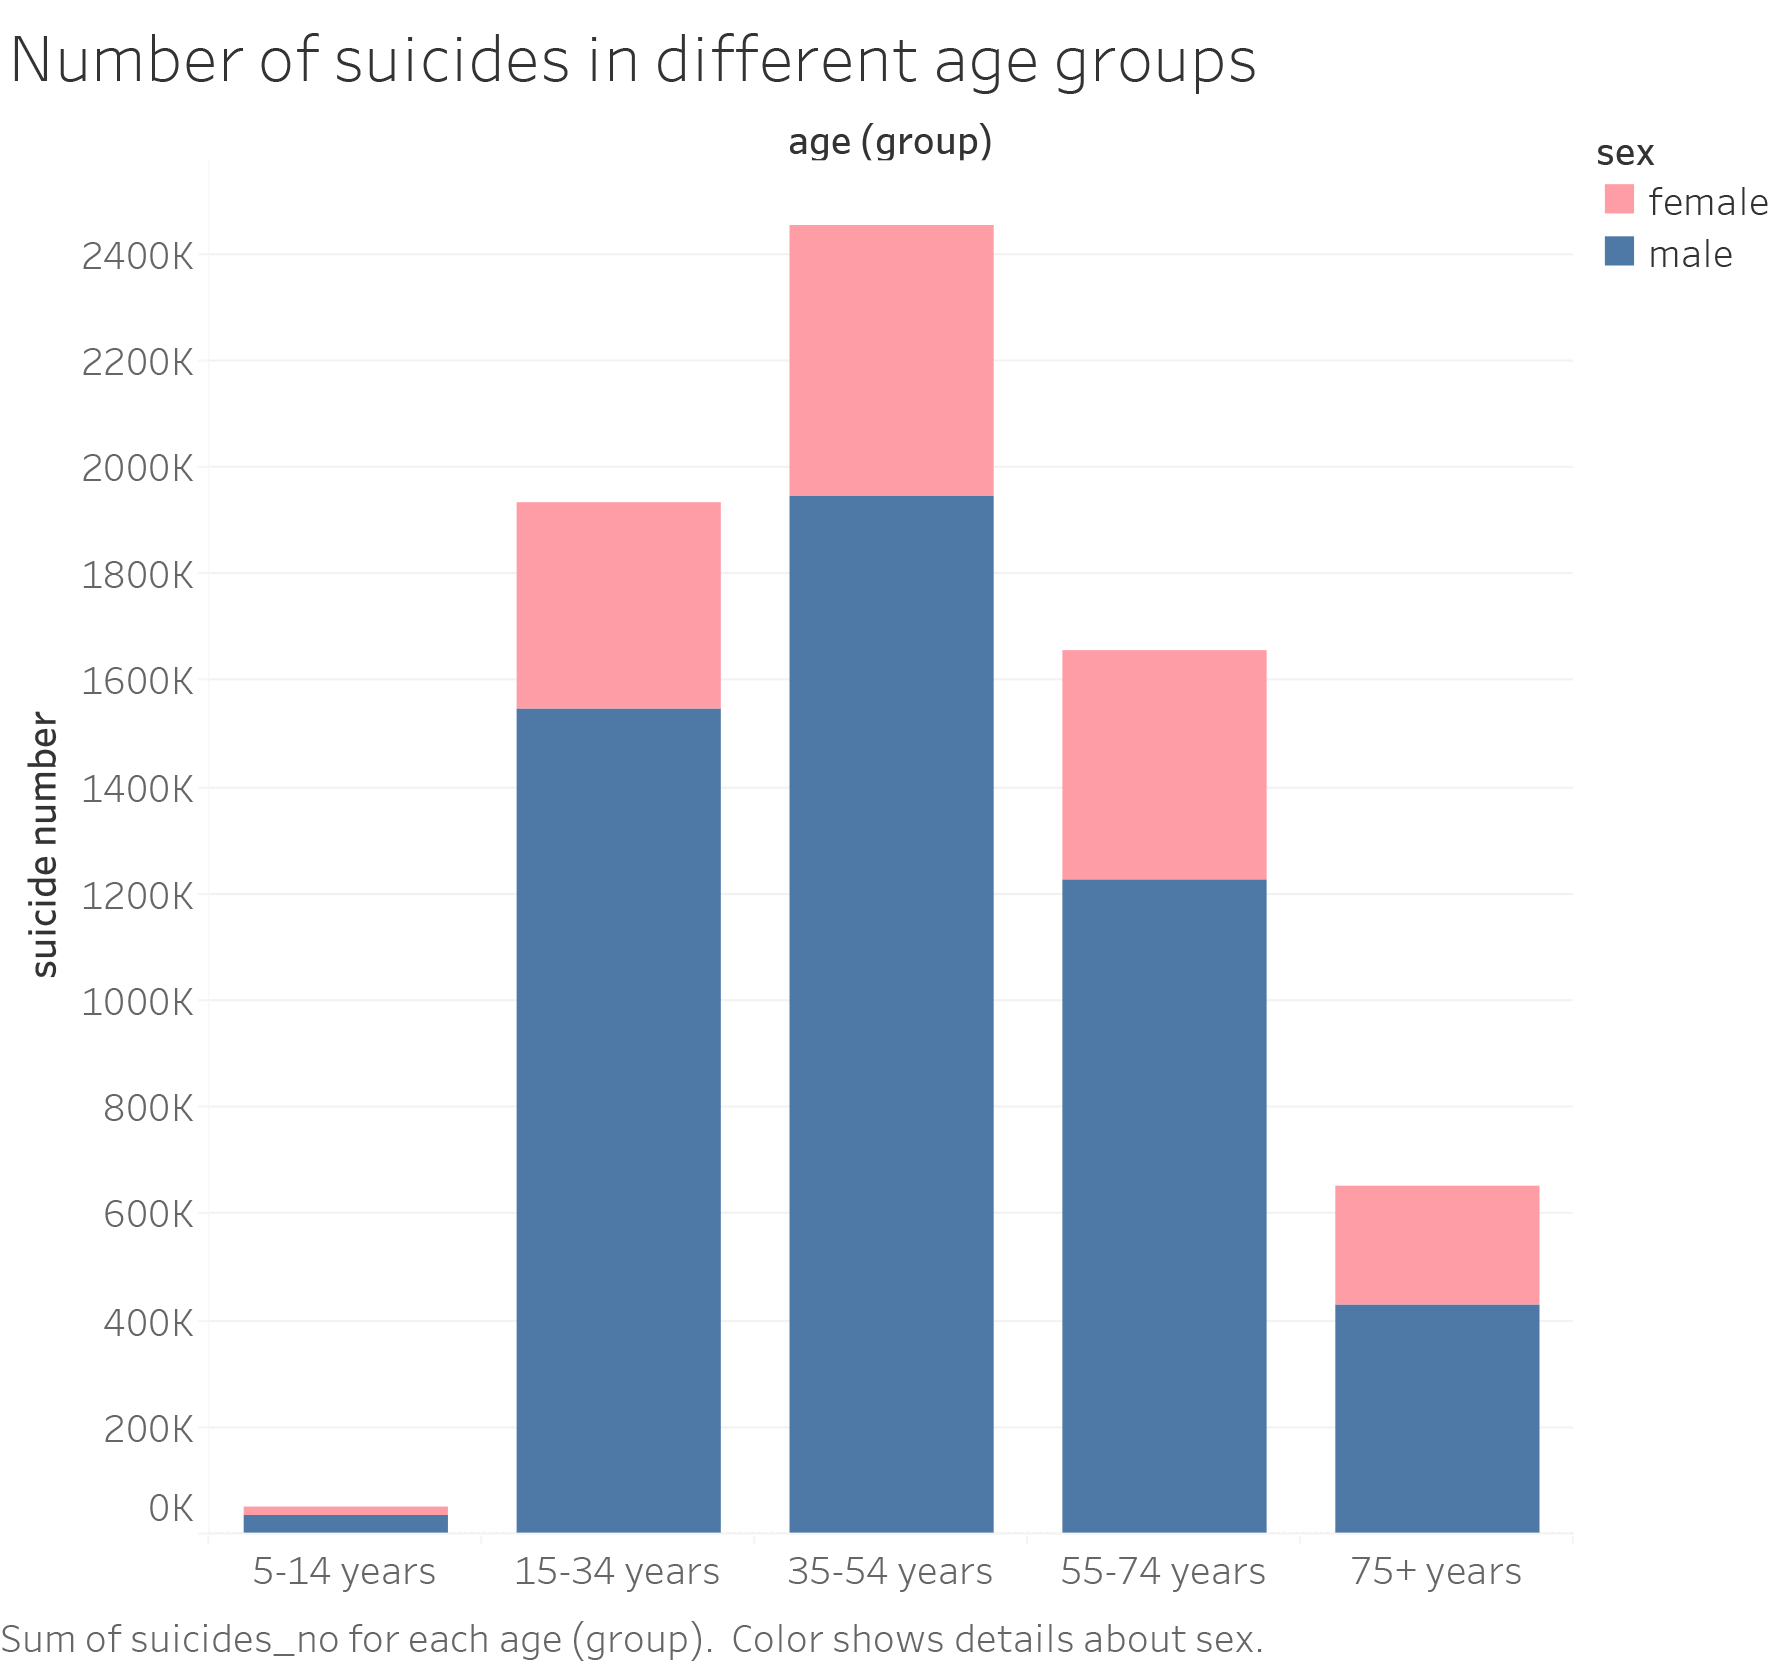 Number of suicides in different age groups
age (group)
sex
female
male
suicide number
2400K
2200K
2000K
1800K
1600K
1400K
1200K
1000K
800K
600K
400K
200K
0K
5-14 years
15-34 years
35-54 years
55-74 years
75+ years
Sum of suicides_no for each age (group).  Color shows details about sex.